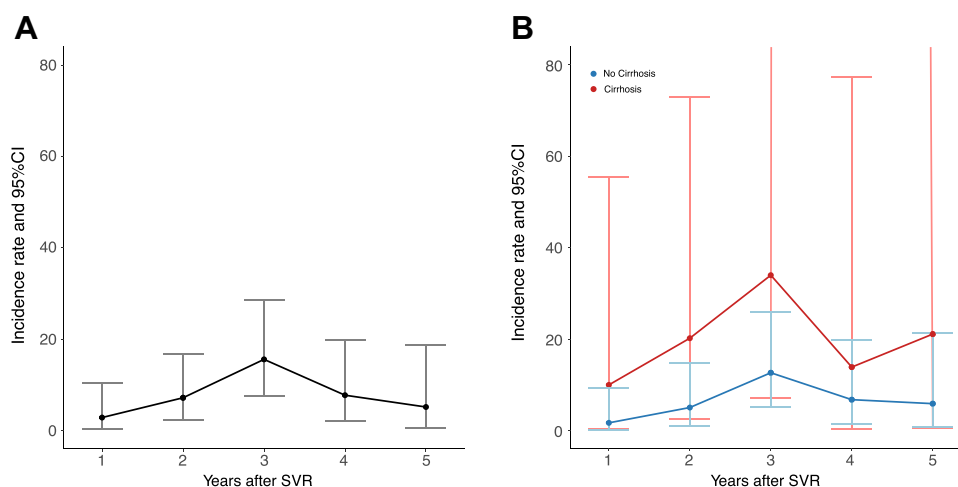 A
Incidence rate and 95%CI
80
60
40
20
0
1 2 3 4 5
Years after SVR
B
Incidence rate and 95%CI
80
60
40
20
0
No Cirrhosis
Cirrhosis
1 2 3 4 5
Years after SVR